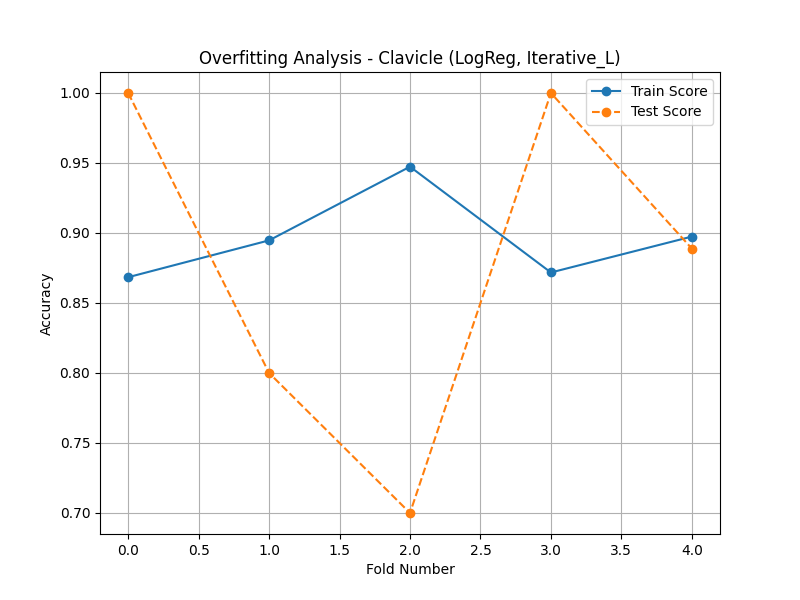 Overfitting Analysis - Clavicle (LogReg, Iterative_L)
Train Score
Test Score
1.00
0.95
0.90
0.85
0.80
0.75
0.70
Accuracy
0.0 0.5 1.0 1.5 2.0 2.5 3.0 3.5 4.0
Fold Number